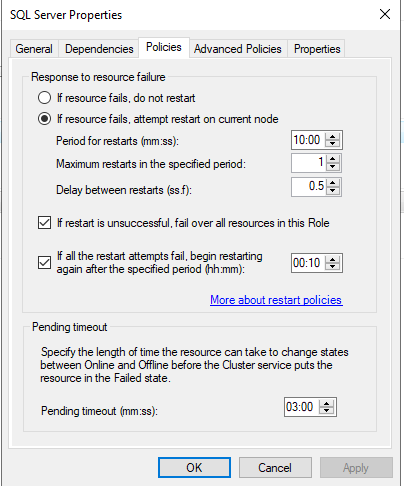 SQL Server Properties
General Dependencies Policies Advanced Policies Properties
Response to resource failure
If resource fails, do not restart
If resource fails, attempt restart on current node
Period for restarts (mm:ss): 10:00
Maximum restarts in the specified period: 1
Delay between restarts (ss.f): 0.5
If restart is unsuccessful, fail over all resources in this Role
If all the restart attempts fail, begin restarting
again after the specified period (hh:mm): 00:10
More about restart policies
Pending timeout
Specify the length of time the resource can take to change states
between Online and Offline before the Cluster service puts the
resource in the Failed state.
Pending timeout (mm:ss): 03:00
OK Cancel Apply